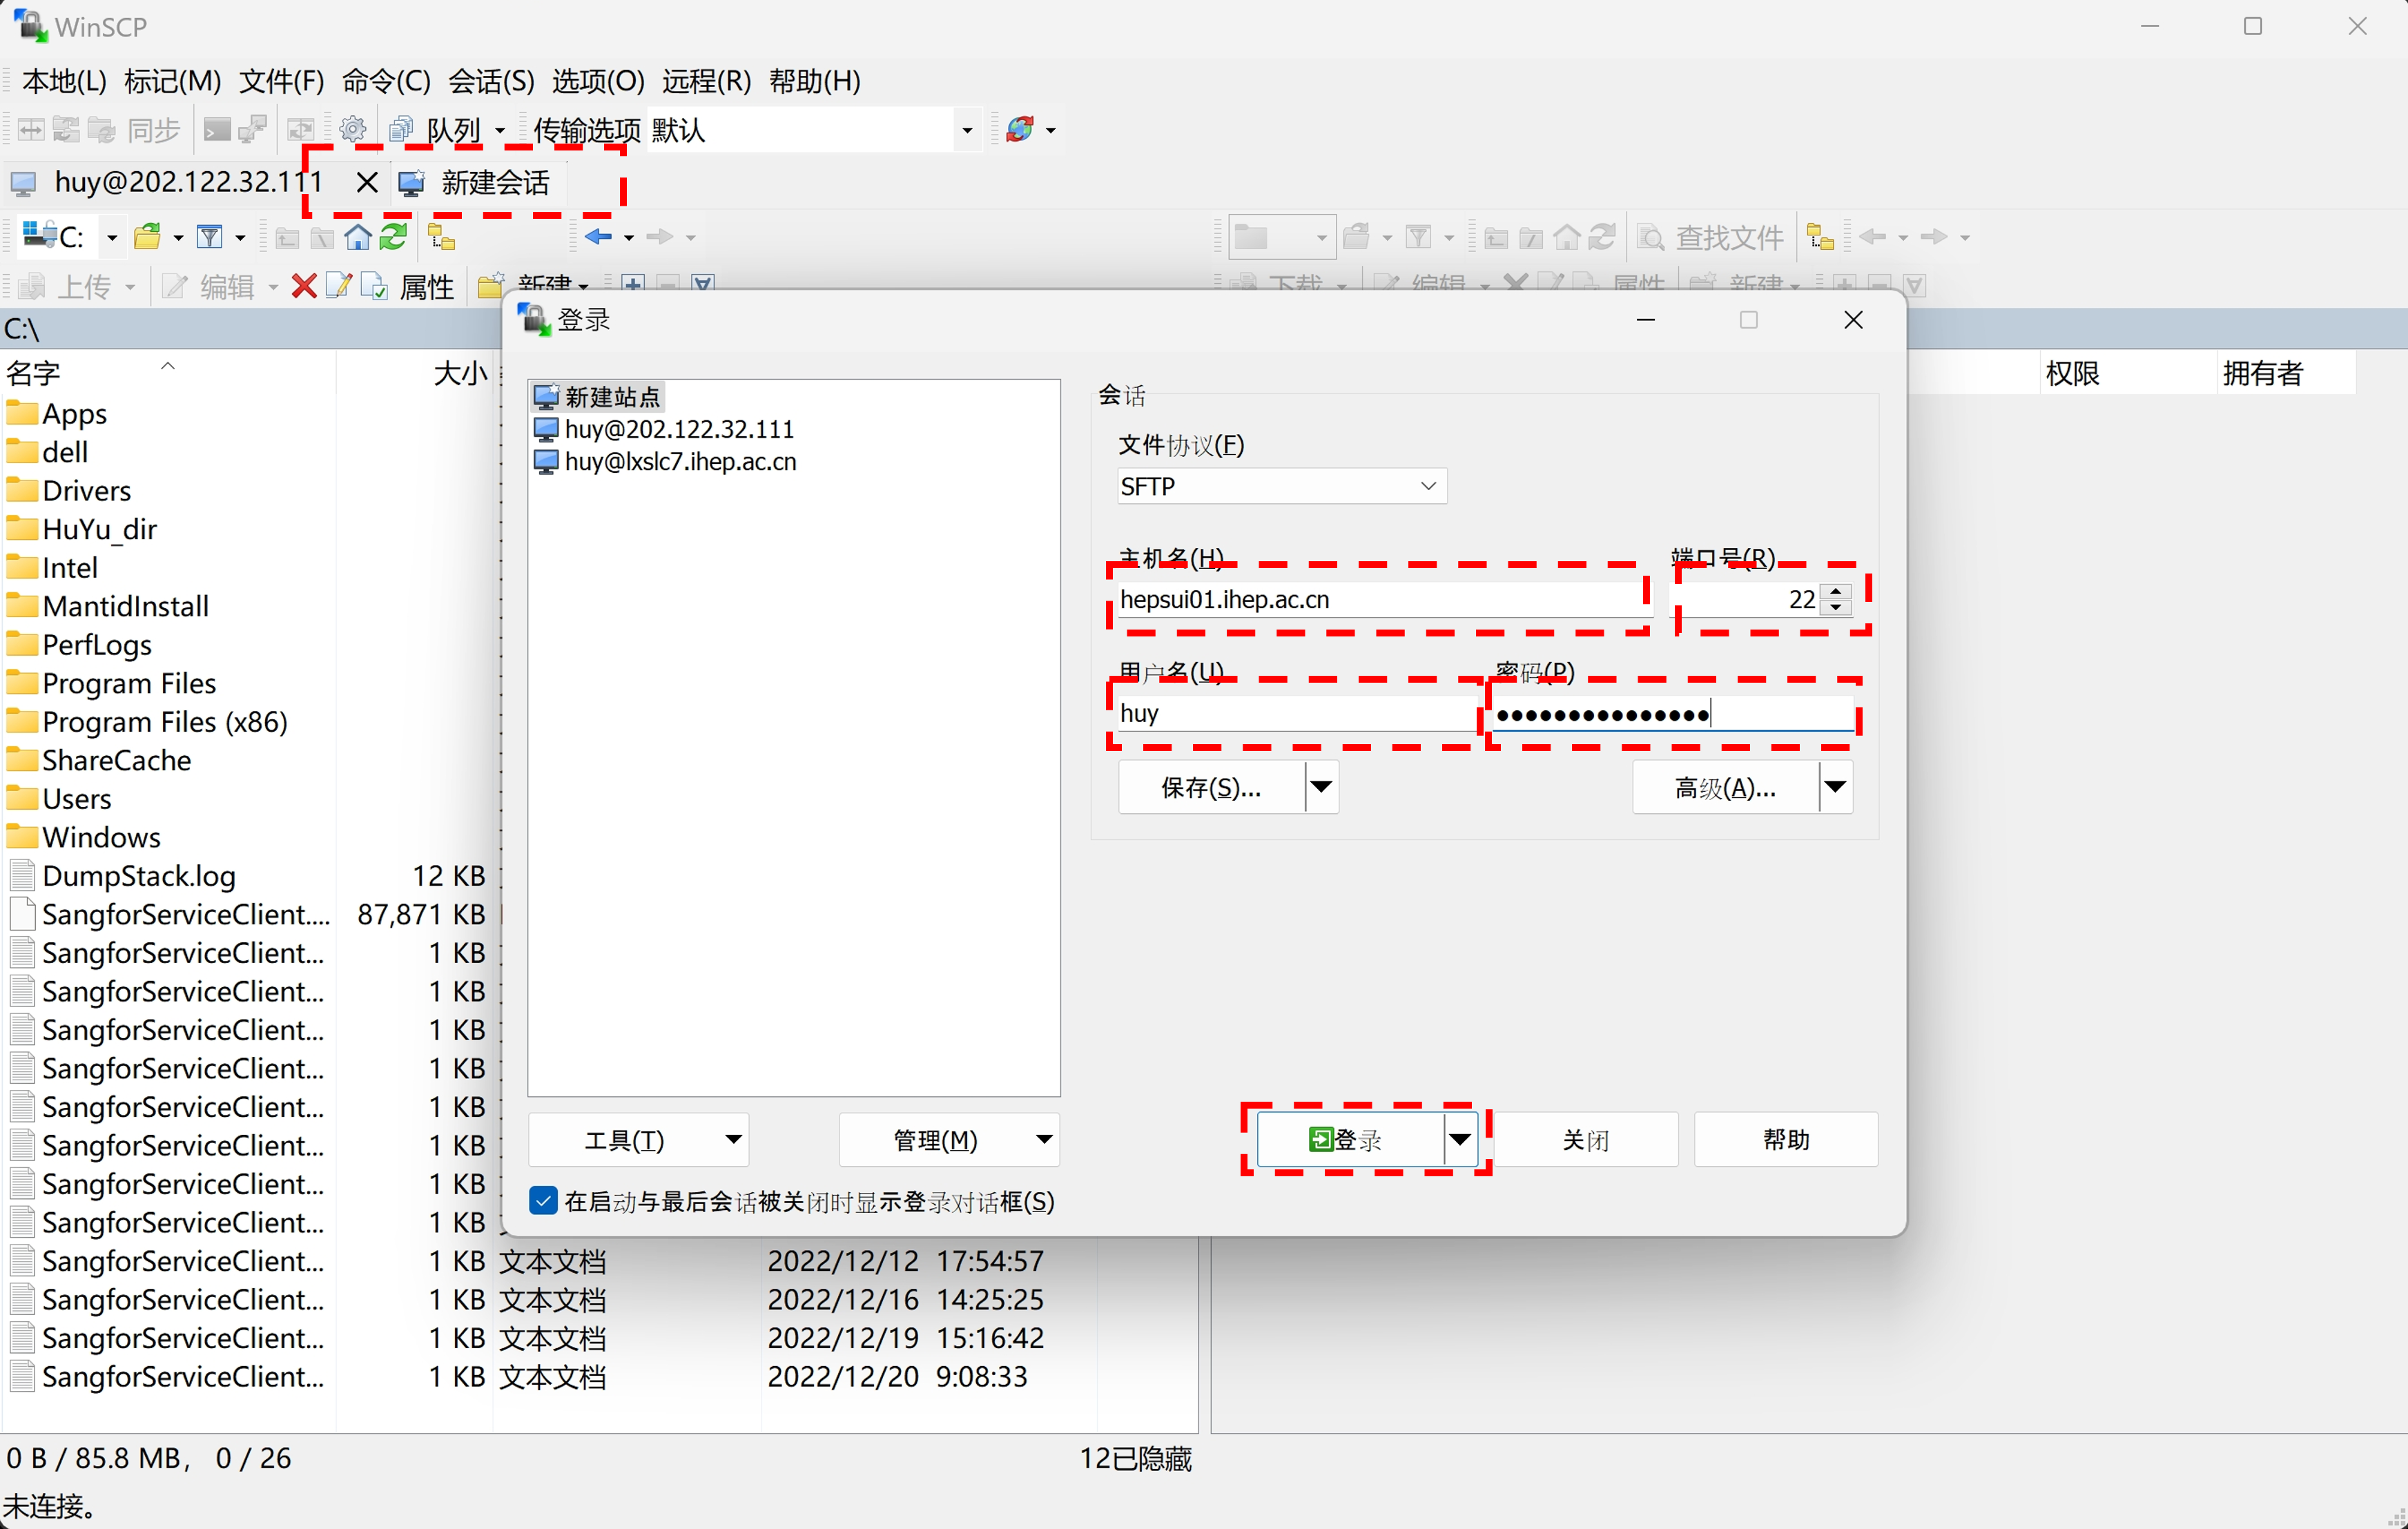 WinSCP
本地(L) 标记(M) 文件(F) 命令(C) 会话(S) 选项(O) 远程(R) 帮助(H)
同步 队列 传输选项 默认
huy@202.122.32.111 新建会话
C: 查找文件
上传 编辑 属性 新建 下载 编辑 属性 新建
C:\
名字 大小 权限 拥有者
Apps
dell
Drivers
HuYu_dir
Intel
MantidInstall
PerfLogs
Program Files
Program Files (x86)
ShareCache
Users
Windows
DumpStack.log 12 KB
SangforServiceClient.... 87,871 KB
SangforServiceClient... 1 KB
SangforServiceClient... 1 KB
SangforServiceClient... 1 KB
SangforServiceClient... 1 KB
SangforServiceClient... 1 KB
SangforServiceClient... 1 KB
SangforServiceClient... 1 KB
SangforServiceClient... 1 KB
SangforServiceClient... 1 KB 文本文档 2022/12/12 17:54:57
SangforServiceClient... 1 KB 文本文档 2022/12/16 14:25:25
SangforServiceClient... 1 KB 文本文档 2022/12/19 15:16:42
SangforServiceClient... 1 KB 文本文档 2022/12/20 9:08:33
登录
新建站点
huy@202.122.32.111
huy@lxslc7.ihep.ac.cn
会话
文件协议(F)
SFTP
主机名(H) 端口号(R)
hepsui01.ihep.ac.cn 22
用户名(U) 密码(P)
huy ●●●●●●●●●●●●●●●
保存(S)... 高级(A)...
工具(T) 管理(M) 登录 关闭 帮助
在启动与最后会话被关闭时显示登录对话框(S)
0 B / 85.8 MB, 0 / 26 12已隐藏
未连接。